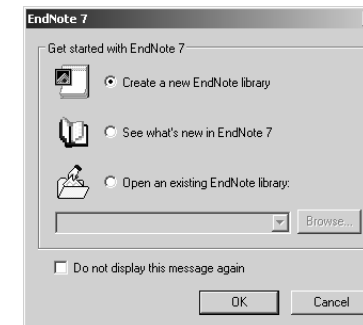 EndNote 7
Get started with EndNote 7
Create a new EndNote library
See what's new in EndNote 7
Open an existing EndNote library:
Browse...
Do not display this message again
OK
Cancel